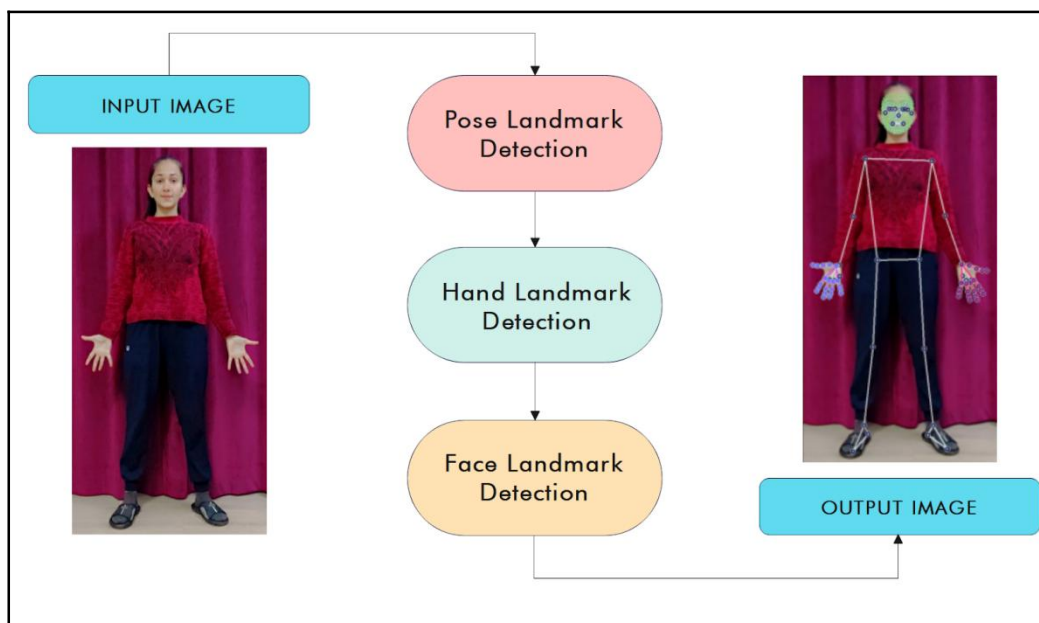 INPUT IMAGE
Pose Landmark
Detection
Hand Landmark
Detection
Face Landmark
Detection
OUTPUT IMAGE